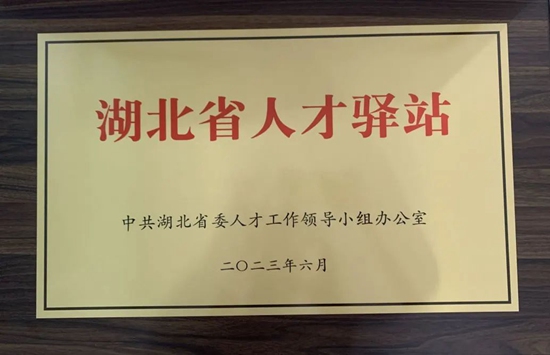 湖北省人才驿站
中共湖北省委人才工作领导小组办公室
二〇二三年六月